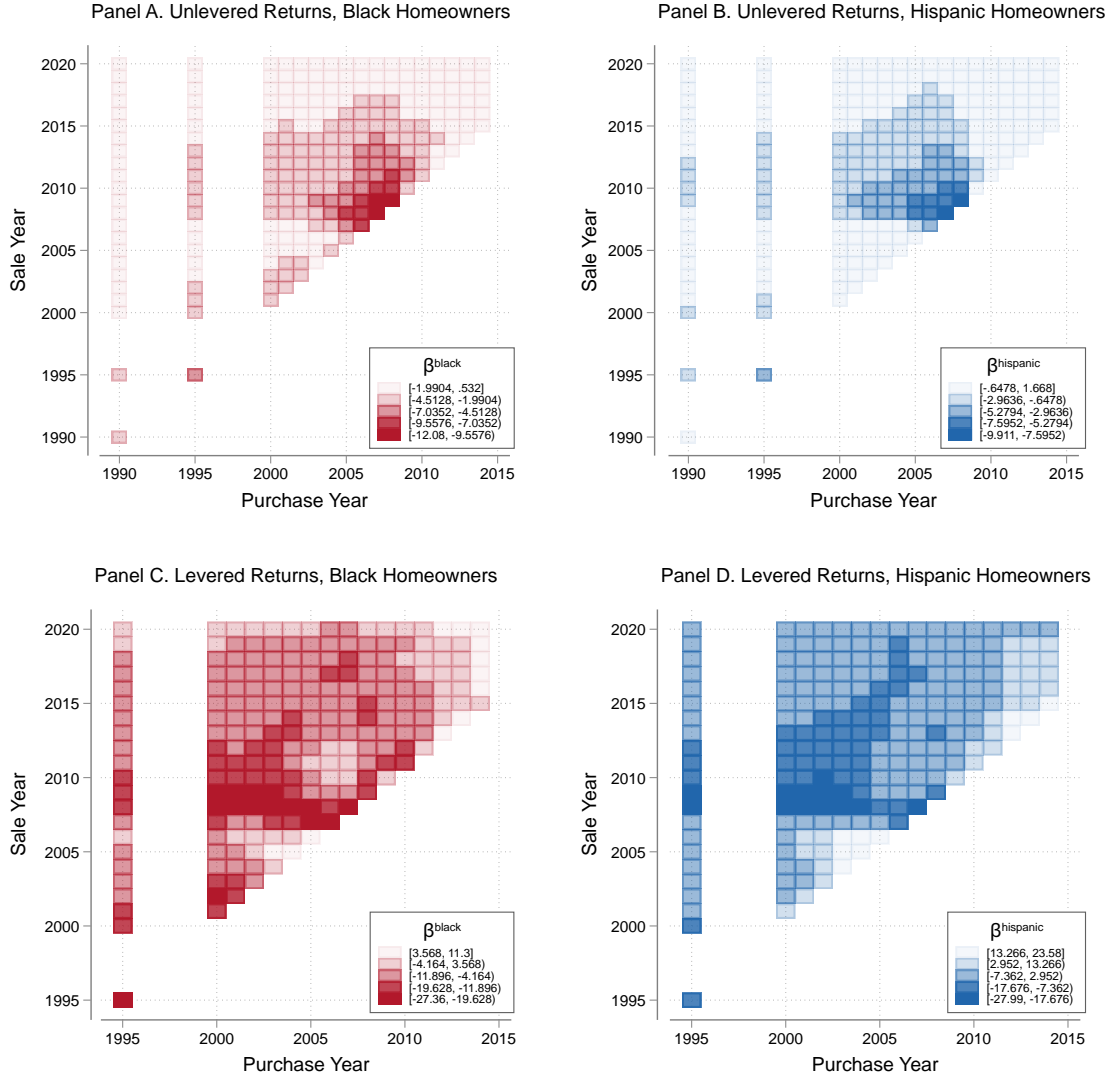 Panel A. Unlevered Returns, Black Homeowners
2020
2015
2010
2005
2000
1995
1990
Sale Year
1990 1995 2000 2005 2010 2015
Purchase Year
βblack
[-1.9904, .532]
[-4.5128, -1.9904)
[-7.0352, -4.5128)
[-9.5576, -7.0352)
[-12.08, -9.5576)
Panel B. Unlevered Returns, Hispanic Homeowners
2020
2015
2010
2005
2000
1995
1990
Sale Year
1990 1995 2000 2005 2010 2015
Purchase Year
βhispanic
[-.6478, 1.668]
[-2.9636, -.6478)
[-5.2794, -2.9636)
[-7.5952, -5.2794)
[-9.911, -7.5952)
Panel C. Levered Returns, Black Homeowners
2020
2015
2010
2005
2000
1995
Sale Year
1995 2000 2005 2010 2015
Purchase Year
βblack
[3.568, 11.3]
[-4.164, 3.568)
[-11.896, -4.164)
[-19.628, -11.896)
[-27.36, -19.628)
Panel D. Levered Returns, Hispanic Homeowners
2020
2015
2010
2005
2000
1995
Sale Year
1995 2000 2005 2010 2015
Purchase Year
βhispanic
[13.266, 23.58]
[2.952, 13.266)
[-7.362, 2.952)
[-17.676, -7.362)
[-27.99, -17.676)